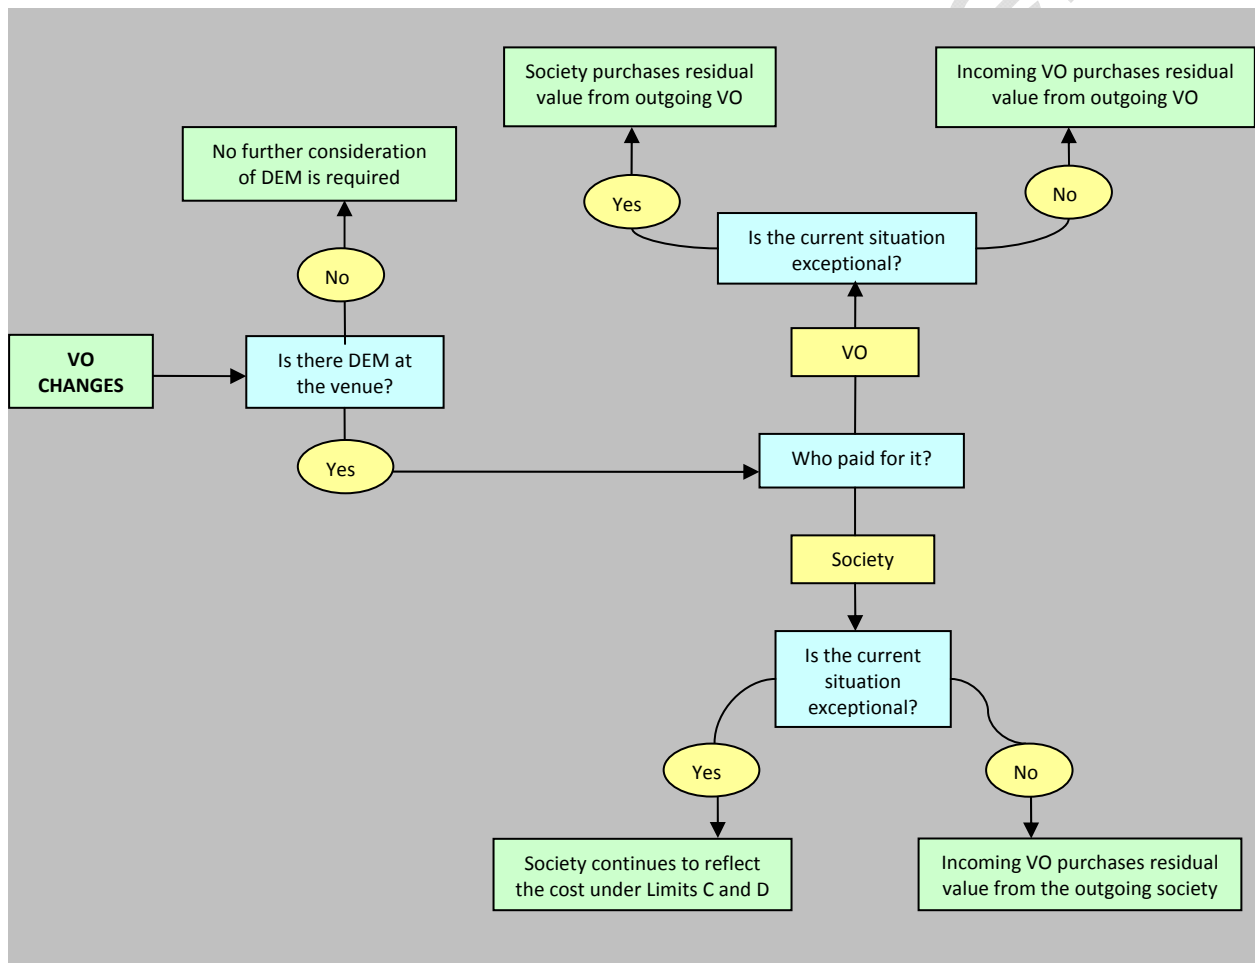 Society purchases residual
value from outgoing VO
Incoming VO purchases residual
value from outgoing VO
No further consideration
of DEM is required
Yes
No
Is the current situation
exceptional?
No
VO
CHANGES
Is there DEM at
the venue?
VO
Yes
Who paid for it?
Society
Is the current
situation
exceptional?
Yes
No
Society continues to reflect
the cost under Limits C and D
Incoming VO purchases residual
value from the outgoing society